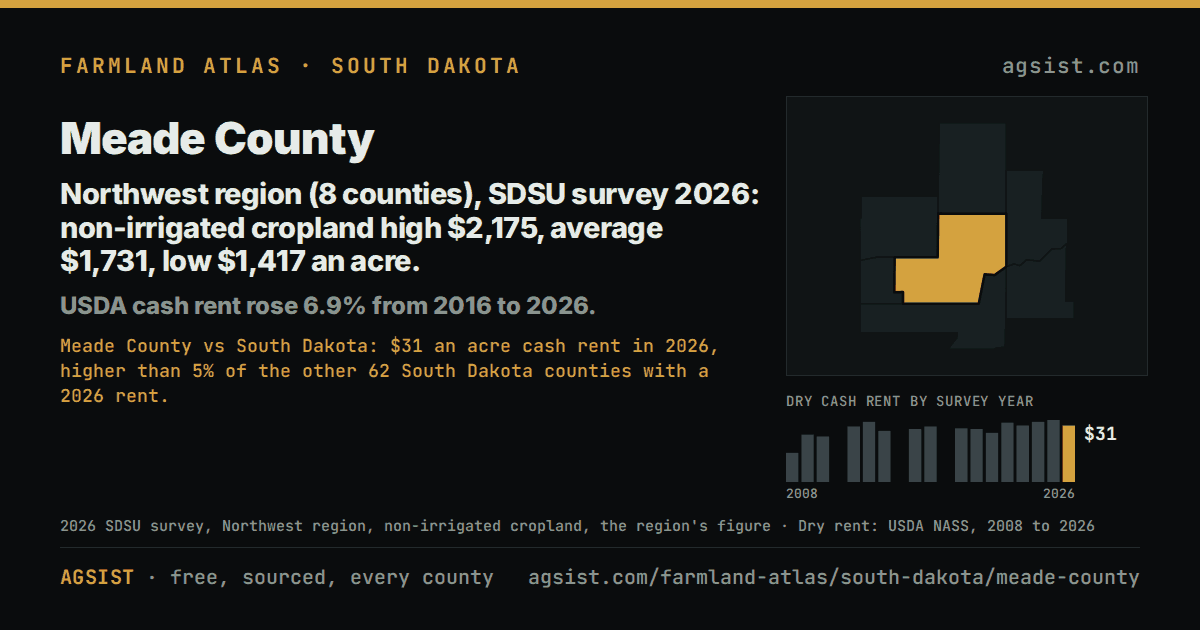 FARMLAND ATLAS · SOUTH DAKOTA
agsist.com
Meade County
Northwest region (8 counties), SDSU survey 2026:
non-irrigated cropland high $2,175, average
$1,731, low $1,417 an acre.
USDA cash rent rose 6.9% from 2016 to 2026.
Meade County vs South Dakota: $31 an acre cash rent in 2026,
higher than 5% of the other 62 South Dakota counties with a
2026 rent.
DRY CASH RENT BY SURVEY YEAR
$31
2008
2026
2026 SDSU survey, Northwest region, non-irrigated cropland, the region's figure · Dry rent: USDA NASS, 2008 to 2026
AGSIST · free, sourced, every county
agsist.com/farmland-atlas/south-dakota/meade-county